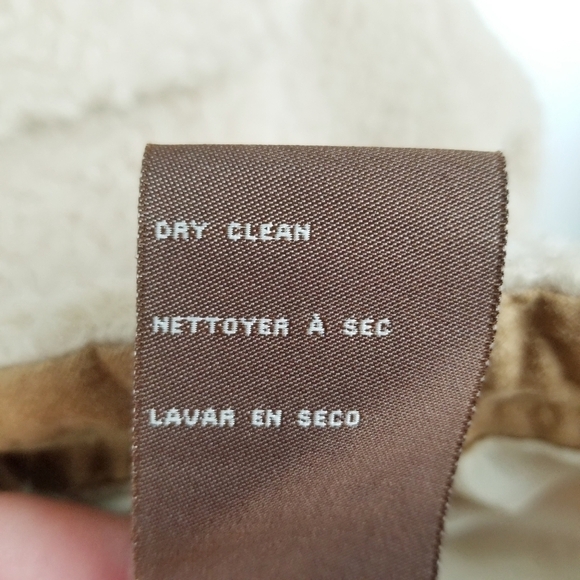 DRY CLEAN
NETTOYER À SEC
LAVAR EN SECO